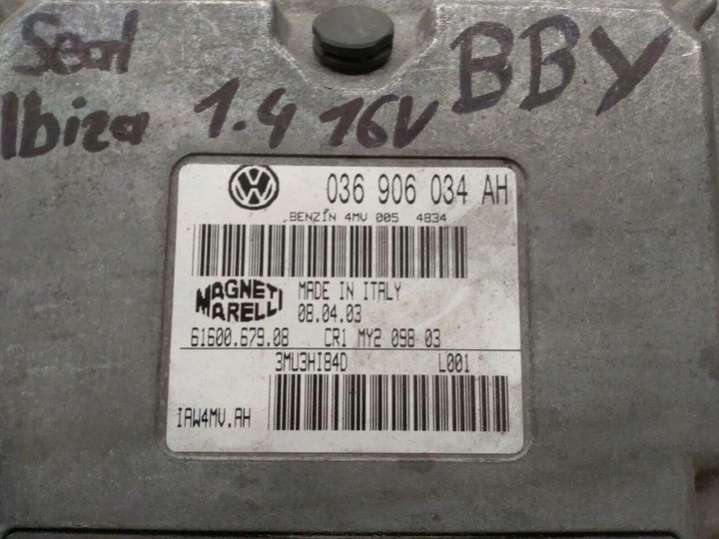 Seat
Ibiza 1.4 16V BBY
VW 036 906 034 AH
BENZIN 4MV 005 4834
MAGNETI MARELLI
MADE IN ITALY
08.04.03
61600.679.08 CR1 MY2 098 03
3MU3HI84D L001
IAW4MV.AH